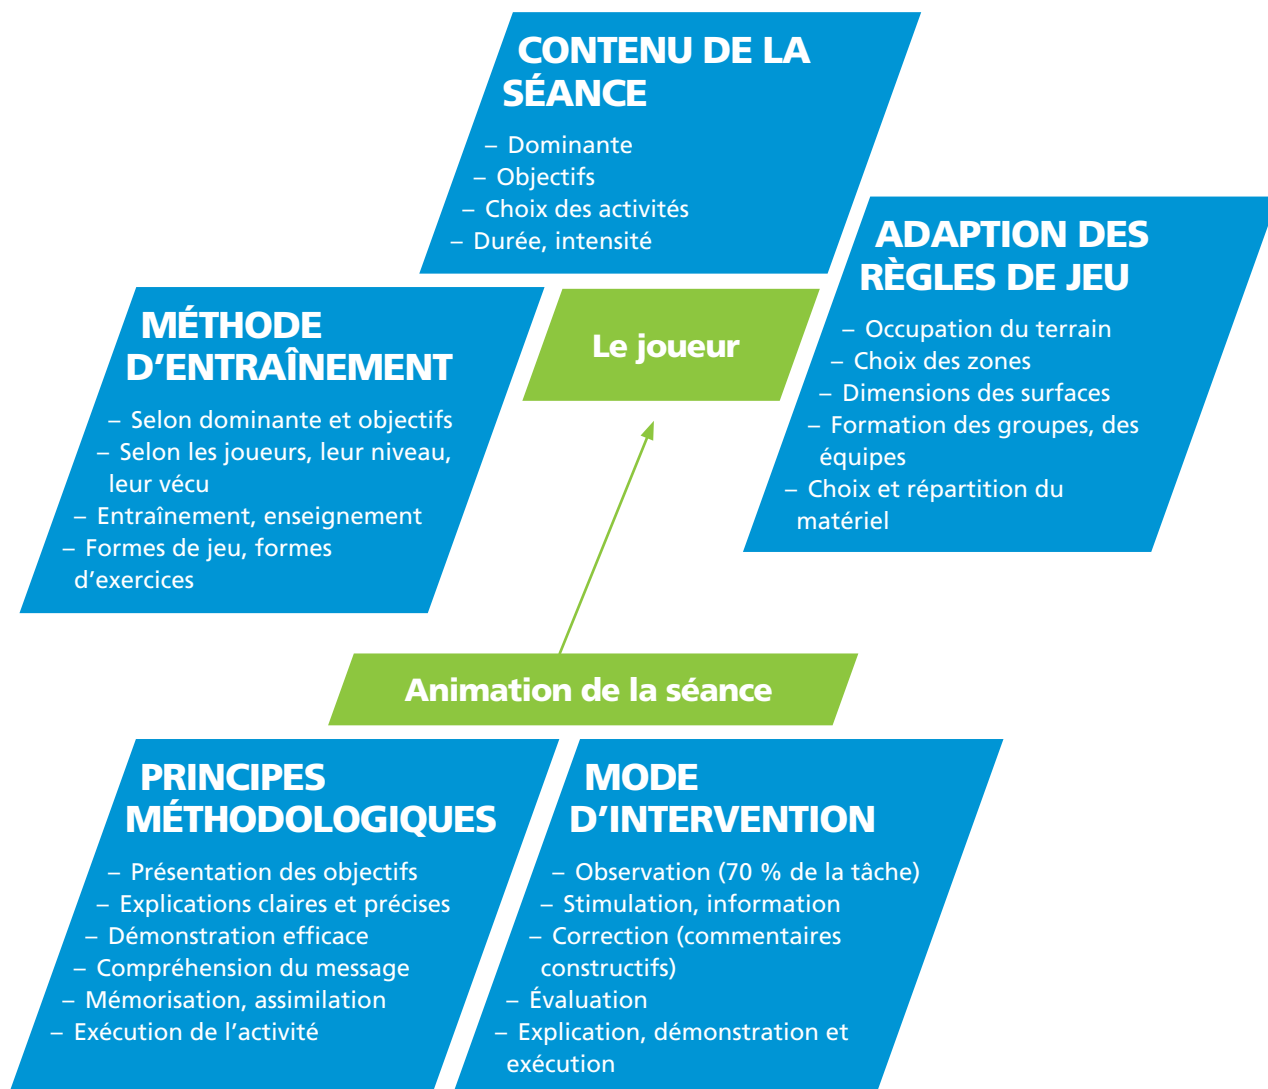 CONTENU DE LA
SÉANCE
– Dominante
– Objectifs
– Choix des activités
– Durée, intensité
ADAPTION DES
RÈGLES DE JEU
– Occupation du terrain
– Choix des zones
– Dimensions des surfaces
– Formation des groupes, des
équipes
– Choix et répartition du
matériel
MÉTHODE
D’ENTRAÎNEMENT
– Selon dominante et objectifs
– Selon les joueurs, leur niveau,
leur vécu
– Entraînement, enseignement
– Formes de jeu, formes
d’exercices
Le joueur
Animation de la séance
PRINCIPES
MÉTHODOLOGIQUES
– Présentation des objectifs
– Explications claires et précises
– Démonstration efficace
– Compréhension du message
– Mémorisation, assimilation
– Exécution de l’activité
MODE
D’INTERVENTION
– Observation (70 % de la tâche)
– Stimulation, information
– Correction (commentaires
constructifs)
– Évaluation
– Explication, démonstration et
exécution